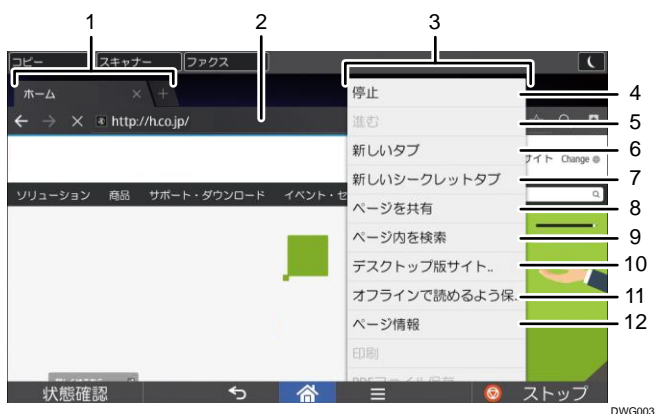 1 2 3
コピー スキャナー ファクス
ホーム × +
停止 4
http://h.co.jp/
進む 5
新しいタブ 6
サイト Change
新しいシークレットタブ 7
ソリューション 商品 サポート・ダウンロード イベント・セ
ページを共有 8
ページ内を検索 9
デスクトップ版サイト.. 10
オフラインで読めるよう保. 11
ページ情報 12
印刷
状態確認 ストップ
DWG003